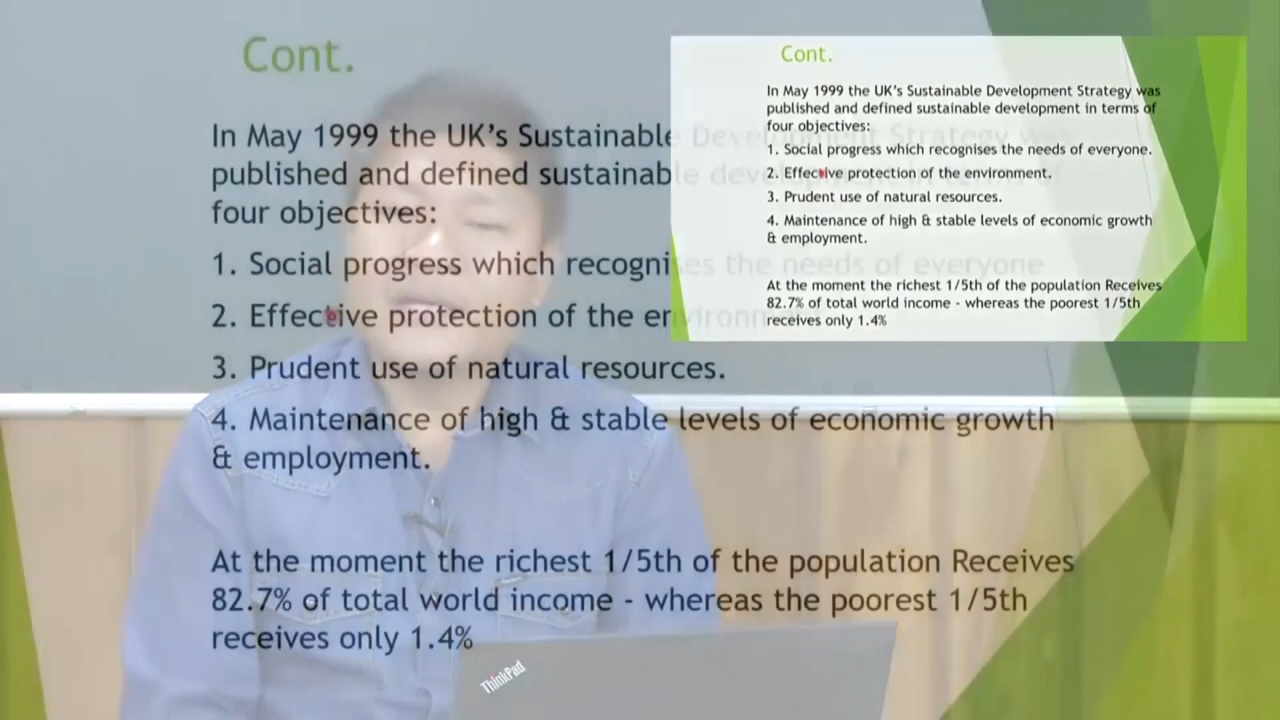 Cont.
In May 1999 the UK's Sustainable Development Strategy was
published and defined sustainable development in terms of
four objectives:
1. Social progress which recognises the needs of everyone.
2. Effective protection of the environment.
3. Prudent use of natural resources.
4. Maintenance of high & stable levels of economic growth
& employment.
At the moment the richest 1/5th of the population Receives
82.7% of total world income - whereas the poorest 1/5th
receives only 1.4%
Cont.
In May 1999 the UK's Sustainable Development Strategy was
published and defined sustainable development in terms of
four objectives:
1. Social progress which recognises the needs of everyone.
2. Effective protection of the environment.
3. Prudent use of natural resources.
4. Maintenance of high & stable levels of economic growth
& employment.
At the moment the richest 1/5th of the population Receives
82.7% of total world income - whereas the poorest 1/5th
receives only 1.4%
ThinkPad